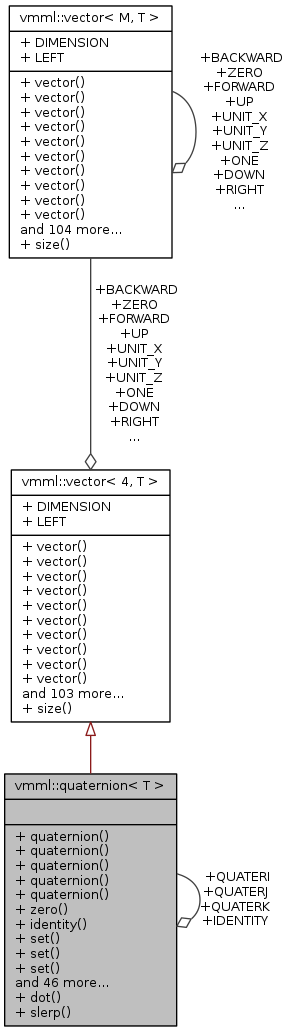 vmml::vector< M, T >
+ DIMENSION
+ LEFT
+ vector()
+ vector()
+ vector()
+ vector()
+ vector()
+ vector()
+ vector()
+ vector()
+ vector()
+ vector()
and 104 more...
+ size()
+BACKWARD
+ZERO
+FORWARD
+UP
+UNIT_X
+UNIT_Y
+UNIT_Z
+ONE
+DOWN
+RIGHT
...
+BACKWARD
+ZERO
+FORWARD
+UP
+UNIT_X
+UNIT_Y
+UNIT_Z
+ONE
+DOWN
+RIGHT
...
vmml::vector< 4, T >
+ DIMENSION
+ LEFT
+ vector()
+ vector()
+ vector()
+ vector()
+ vector()
+ vector()
+ vector()
+ vector()
+ vector()
+ vector()
and 103 more...
+ size()
vmml::quaternion< T >
+ quaternion()
+ quaternion()
+ quaternion()
+ quaternion()
+ quaternion()
+ zero()
+ identity()
+ set()
+ set()
+ set()
and 46 more...
+ dot()
+ slerp()
+QUATERI
+QUATERJ
+QUATERK
+IDENTITY